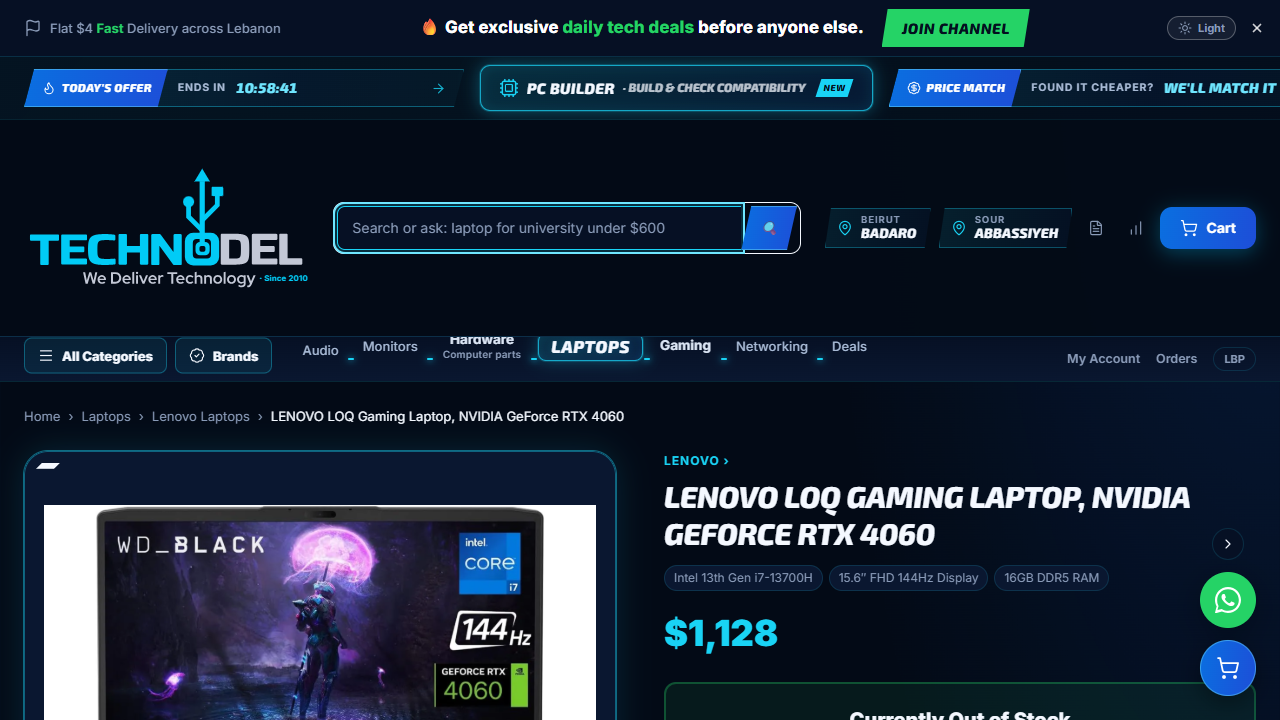 Flat $4 Fast Delivery across Lebanon
🔥 Get exclusive daily tech deals before anyone else.
JOIN CHANNEL
Light
×
TODAY'S OFFER
ENDS IN 10:58:41 →
PC BUILDER - BUILD & CHECK COMPATIBILITY NEW
PRICE MATCH
FOUND IT CHEAPER? WE'LL MATCH IT
TECHNODEL
We Deliver Technology - Since 2010
Search or ask: laptop for university under $600
BEIRUT
BADARO
SOUR
ABBASSIYEH
Cart
All Categories
Brands
Audio
Monitors
Hardware
Computer parts
LAPTOPS
Gaming
Networking
Deals
My Account
Orders
LBP
Home › Laptops › Lenovo Laptops › LENOVO LOQ Gaming Laptop, NVIDIA GeForce RTX 4060
WD_BLACK
intel.
CORE
i7
144Hz
GEFORCE RTX
4060
LENOVO ›
LENOVO LOQ GAMING LAPTOP, NVIDIA
GEFORCE RTX 4060
Intel 13th Gen i7-13700H
15.6″ FHD 144Hz Display
16GB DDR5 RAM
$1,128
Currently Out of Stock